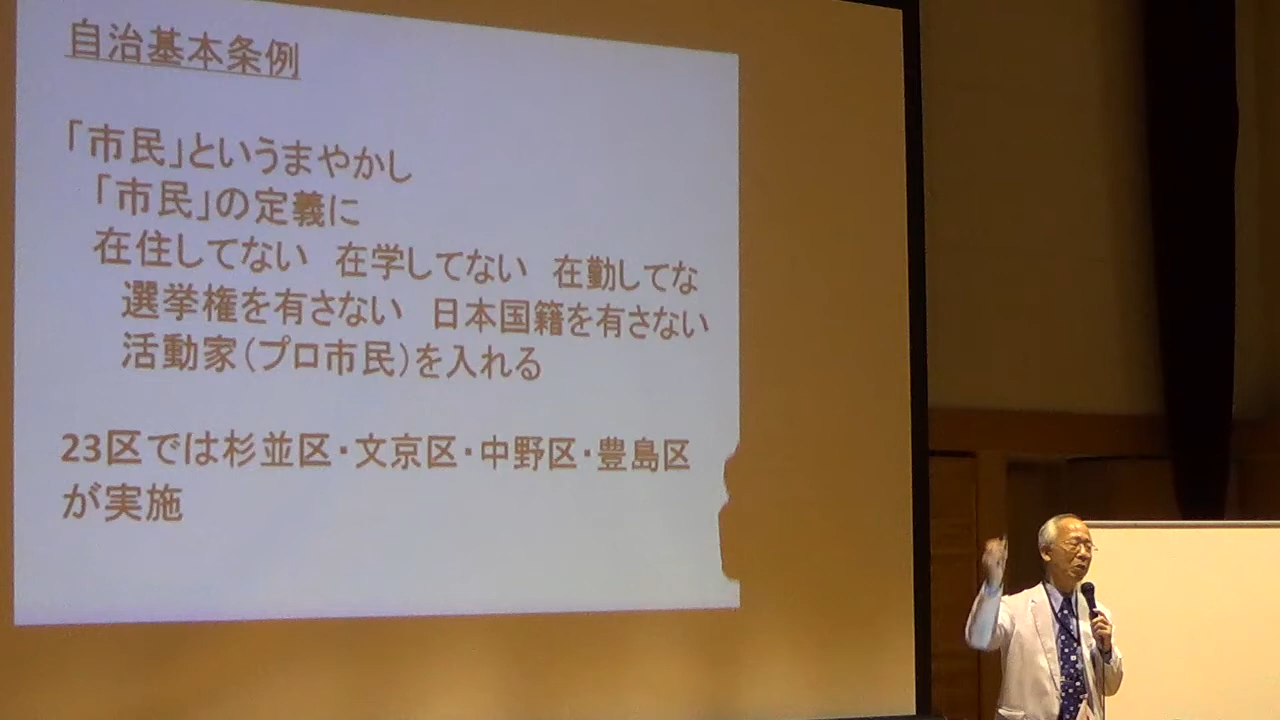 自治基本条例
「市民」というまやかし
「市民」の定義に
在住してない　在学してない　在勤してな
選挙権を有さない　日本国籍を有さない
活動家（プロ市民）を入れる
23区では杉並区・文京区・中野区・豊島区
が実施